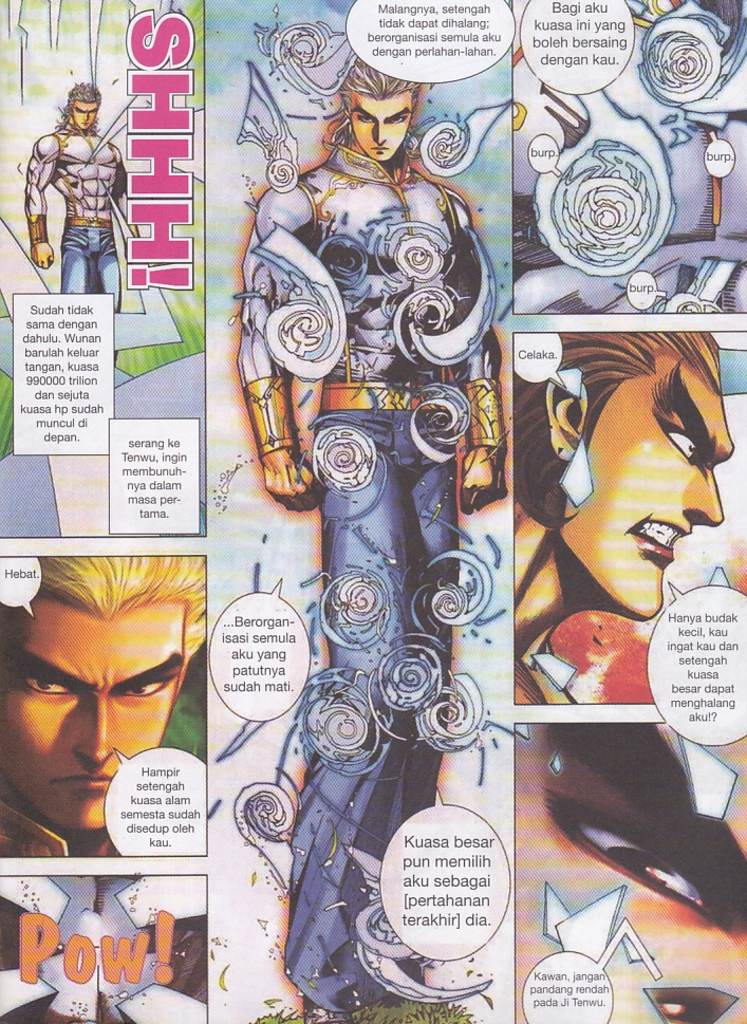 SHHH!
Sudah tidak
sama dengan
dahulu. Wunan
barulah keluar
tangan, kuasa
990000 trilion
dan sejuta
kuasa hp sudah
muncul di
depan.
serang ke
Tenwu, ingin
membunuh-
nya dalam
masa per-
tama.
Hebat.
Hampir
setengah
kuasa alam
semesta sudah
disedup oleh
kau.
Pow!
Malangnya, setengah
tidak dapat dihalang;
berorganisasi semula aku
dengan perlahan-lahan.
...Berorgan-
isasi semula
aku yang
patutnya
sudah mati.
Kuasa besar
pun memilih
aku sebagai
[pertahanan
terakhir] dia.
Bagi aku
kuasa ini yang
boleh bersaing
dengan kau.
burp.
burp.
burp.
Celaka.
Hanya budak
kecil, kau
ingat kau dan
setengah
kuasa
besar dapat
menghalang
aku!?
Kawan, jangan
pandang rendah
pada Ji Tenwu.